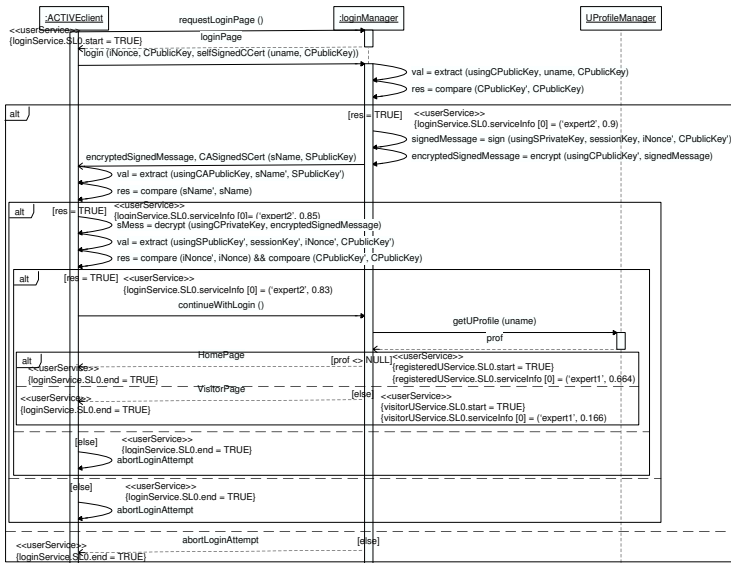 :ACTIVEclient
:loginManager
UProfileManager
requestLoginPage ()
<<userService>>
{loginService.SL0.start = TRUE}
loginPage
login (iNonce, CPublicKey, selfSignedCCert (uname, CPublicKey))
val = extract (usingCPublicKey, uname, CPublicKey)
res = compare (CPublicKey', CPublicKey)
alt
[res = TRUE]
<<userService>>
{loginService.SL0.serviceInfo [0] = ('expert2', 0.9)
signedMessage = sign (usingSPrivateKey, sessionKey, iNonce', CPublicKey')
encryptedSignedMessage = encrypt (usingCPublicKey', signedMessage)
encryptedSignedMessage, CASignedSCert (sName, SPublicKey)
val = extract (usingCAPublicKey, sName', SPublicKey')
res = compare (sName', sName)
alt
[res = TRUE]
<<userService>>
{loginService.SL0.serviceInfo [0]= ('expert2', 0.85)
sMess = decrypt (usingCPrivateKey, encryptedSignedMessage)
val = extract (usingSPublicKey', sessionKey', iNonce', CPublicKey')
res = compare (iNonce', iNonce) && compoare (CPublicKey', CPublicKey)
alt
[res = TRUE]
<<userService>>
{loginService.SL0.serviceInfo [0] = ('expert2', 0.83)
continueWithLogin ()
getUProfile (uname)
prof
alt
HomePage
[prof <> NULL]
<<userService>>
{registeredUService.SL0.start = TRUE}
{registeredUService.SL0.serviceInfo [0] = ('expert1', 0.664)
<<userService>>
{loginService.SL0.end = TRUE}
VisitorPage
[else]
<<userService>>
{loginService.SL0.end = TRUE}
<<userService>>
{visitorUService.SL0.start = TRUE}
{visitorUService.SL0.serviceInfo [0] = ('expert1', 0.166)
[else]
<<userService>>
{loginService.SL0.end = TRUE}
abortLoginAttempt
[else]
<<userService>>
{loginService.SL0.end = TRUE}
abortLoginAttempt
abortLoginAttempt
[else]
<<userService>>
{loginService.SL0.end = TRUE}